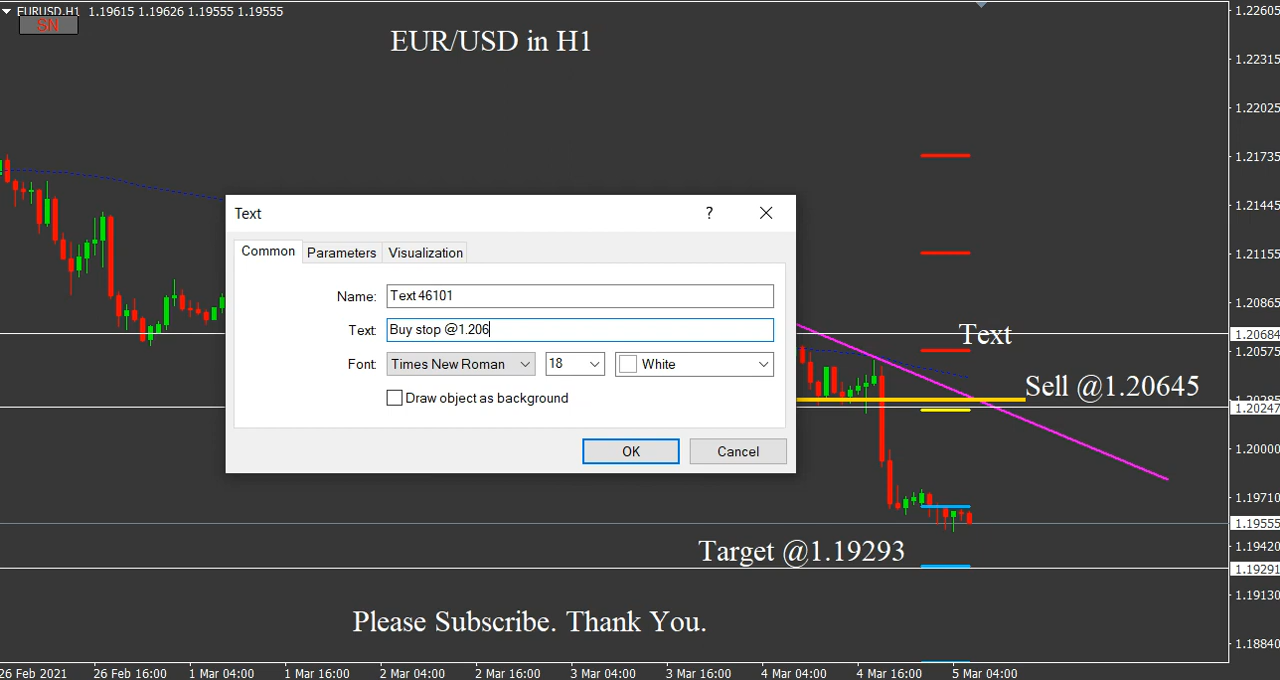 EURUSD,H1 1.19615 1.19626 1.19555 1.19555
SN
EUR/USD in H1
1.22605
1.22315
1.22025
1.21735
1.21445
1.21155
1.20865
1.20684
1.20575
1.20285
1.20247
1.20000
1.19710
1.19555
1.19420
1.19291
1.19130
1.18840
Text
?
Common Parameters Visualization
Name: Text 46101
Text: Buy stop @1.206
Font: Times New Roman 18 White
Draw object as background
OK Cancel
Text
Sell @1.20645
Target @1.19293
Please Subscribe. Thank You.
26 Feb 2021 26 Feb 16:00 1 Mar 04:00 1 Mar 16:00 2 Mar 04:00 2 Mar 16:00 3 Mar 04:00 3 Mar 16:00 4 Mar 04:00 4 Mar 16:00 5 Mar 04:00